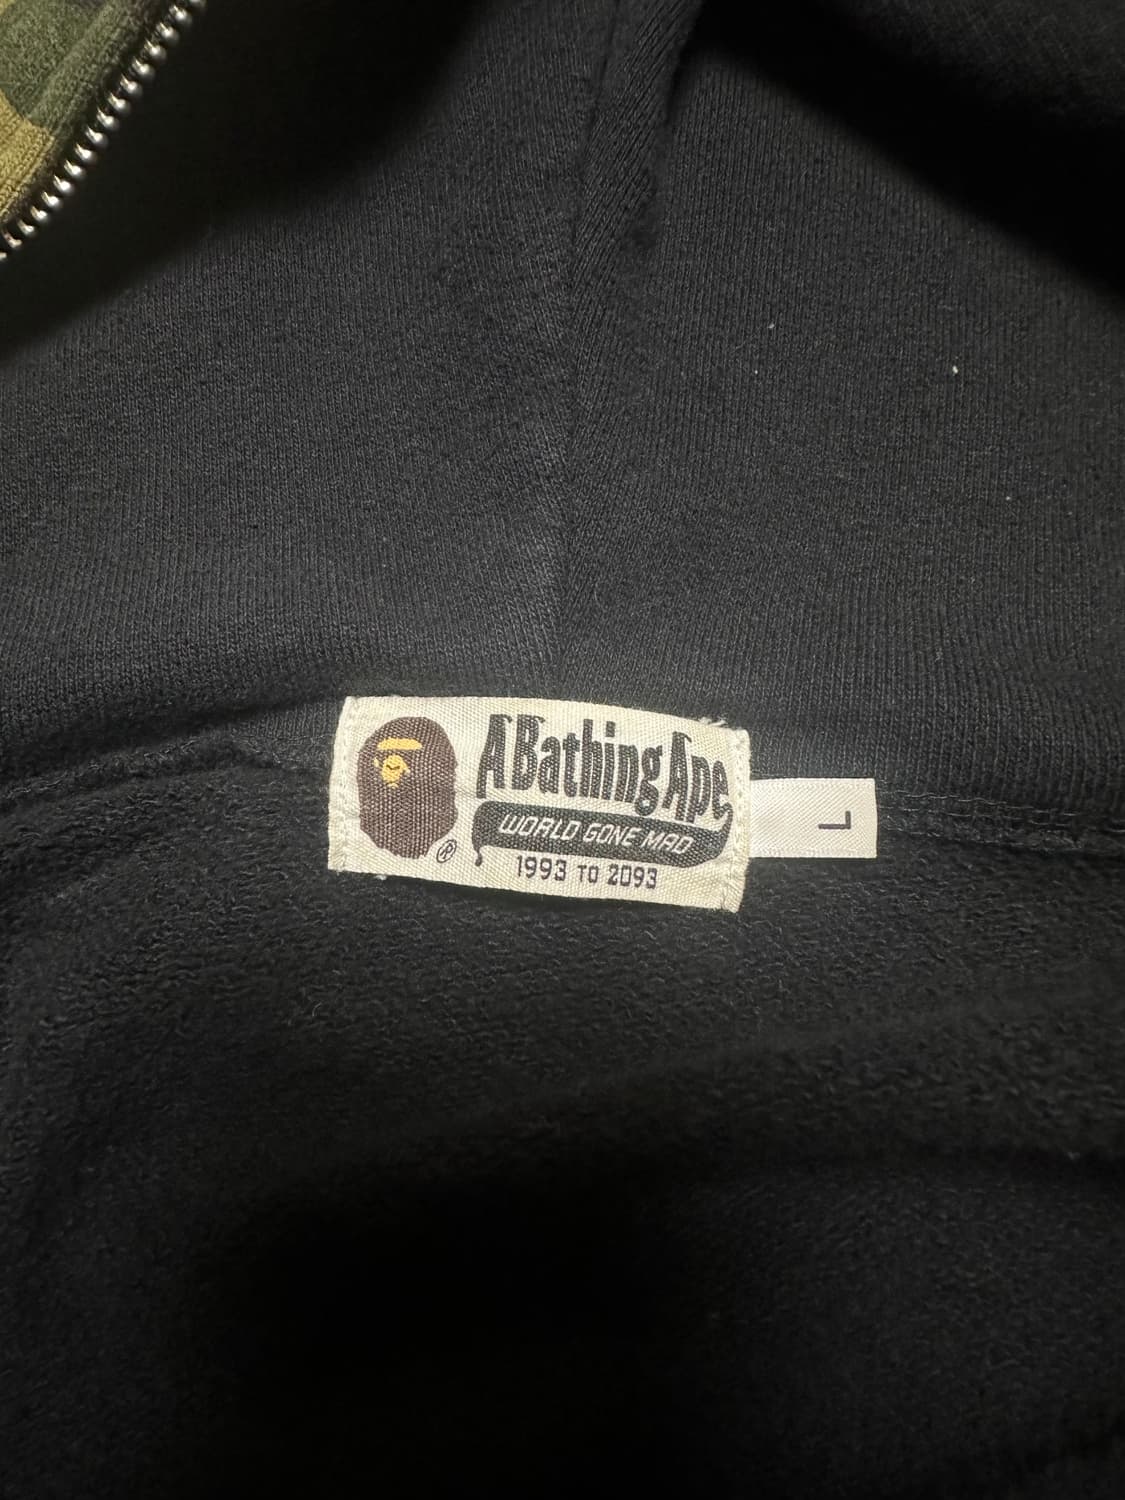 A Bathing Ape
WORLD GONE MAD
1993 TO 2093
®
L